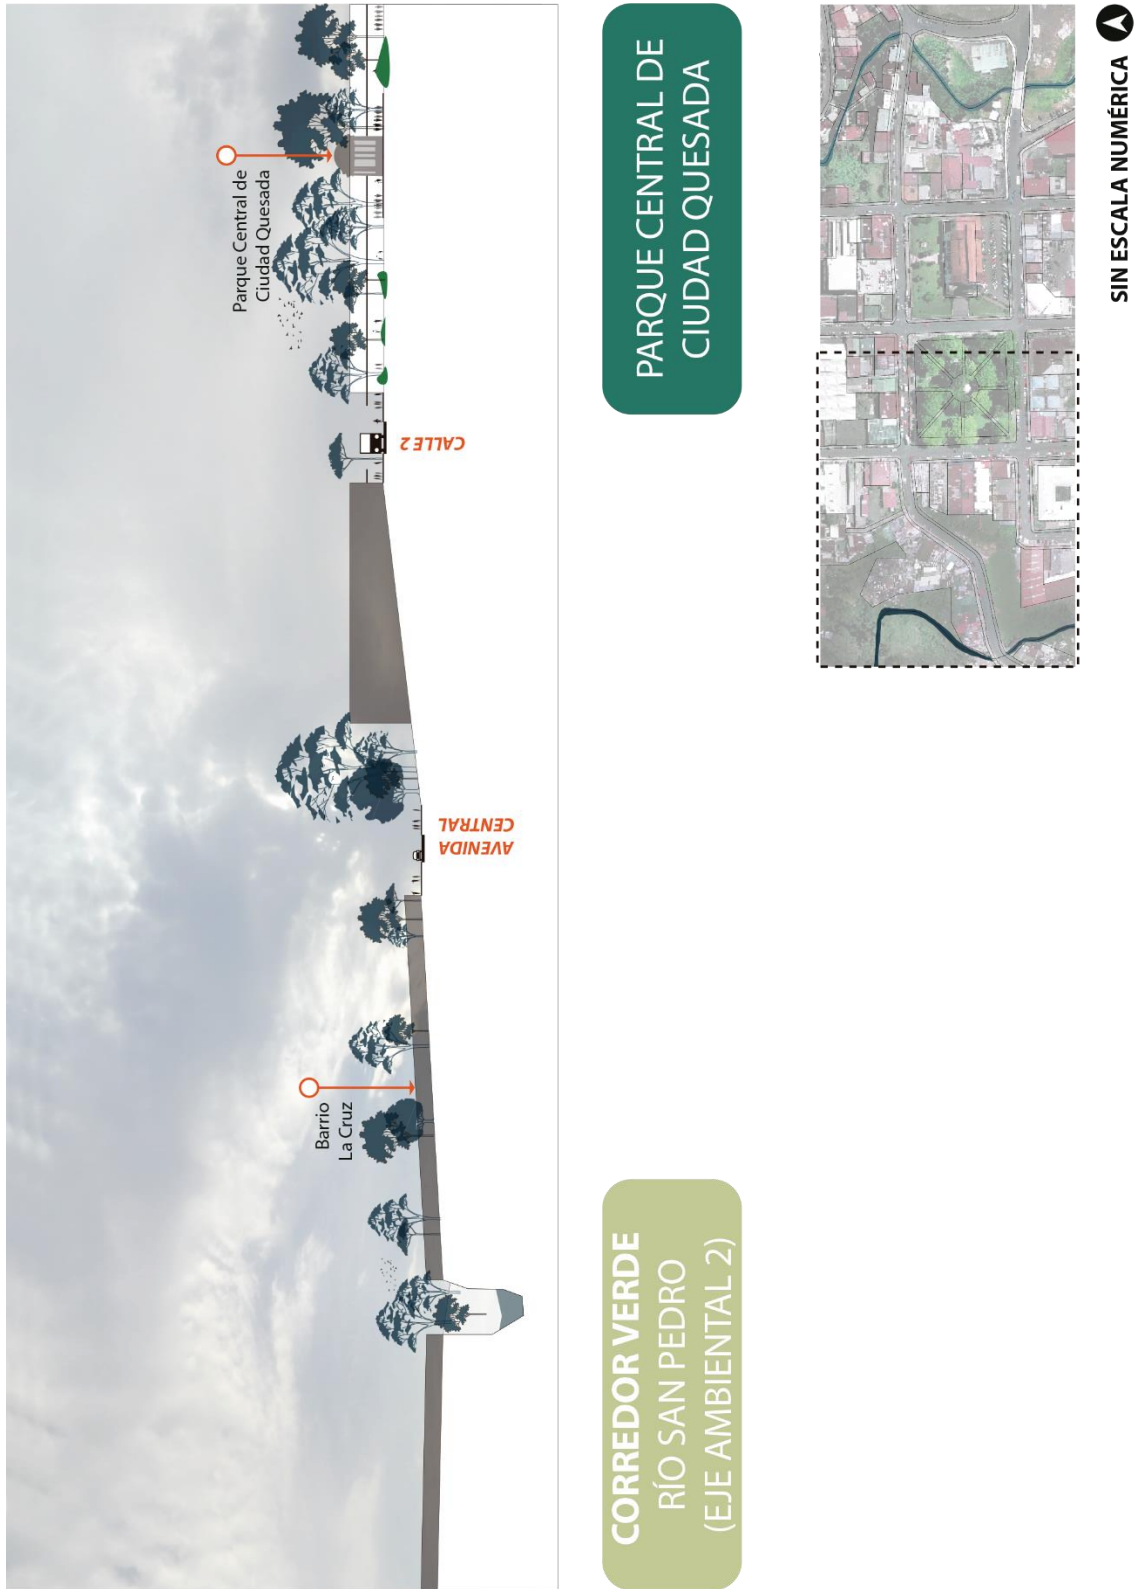 Parque Central de
Ciudad Quesada
CALLE 2
AVENIDA
CENTRAL
Barrio
La Cruz
PARQUE CENTRAL DE
CIUDAD QUESADA
CORREDOR VERDE
RÍO SAN PEDRO
(EJE AMBIENTAL 2)
SIN ESCALA NUMÉRICA